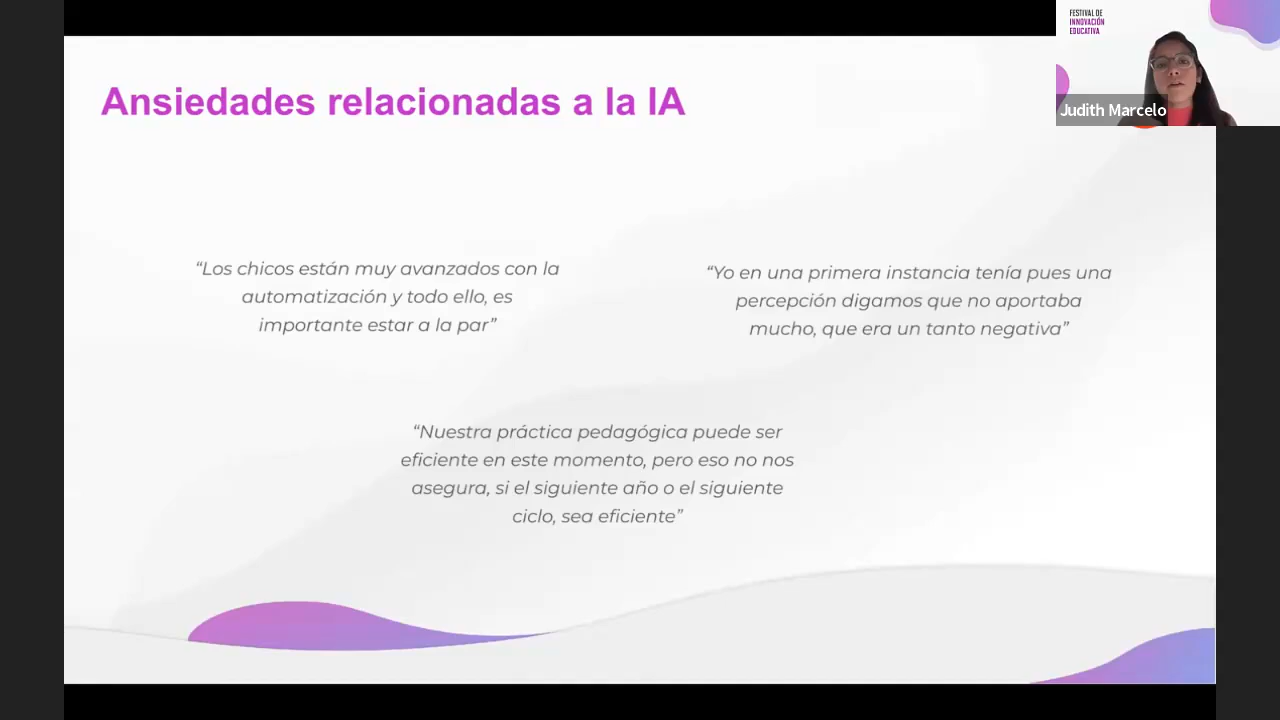 Ansiedades relacionadas a la IA
FESTIVAL DE
INNOVACIÓN
EDUCATIVA
Judith Marcelo
“Los chicos están muy avanzados con la
automatización y todo ello, es
importante estar a la par”
“Yo en una primera instancia tenía pues una
percepción digamos que no aportaba
mucho, que era un tanto negativa”
“Nuestra práctica pedagógica puede ser
eficiente en este momento, pero eso no nos
asegura, si el siguiente año o el siguiente
ciclo, sea eficiente”